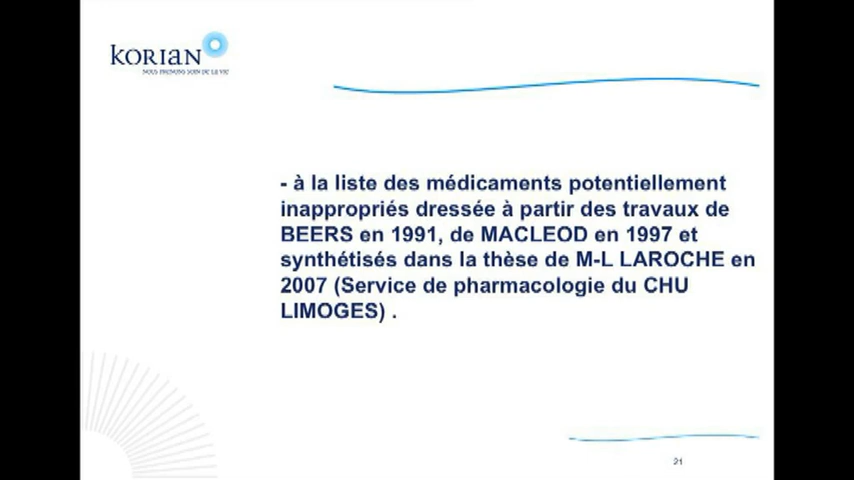 KORIAN
NOUS PRENONS SOIN DE LA VIE
- à la liste des médicaments potentiellement
inappropriés dressée à partir des travaux de
BEERS en 1991, de MACLEOD en 1997 et
synthétisés dans la thèse de M-L LAROCHE en
2007 (Service de pharmacologie du CHU
LIMOGES) .
21